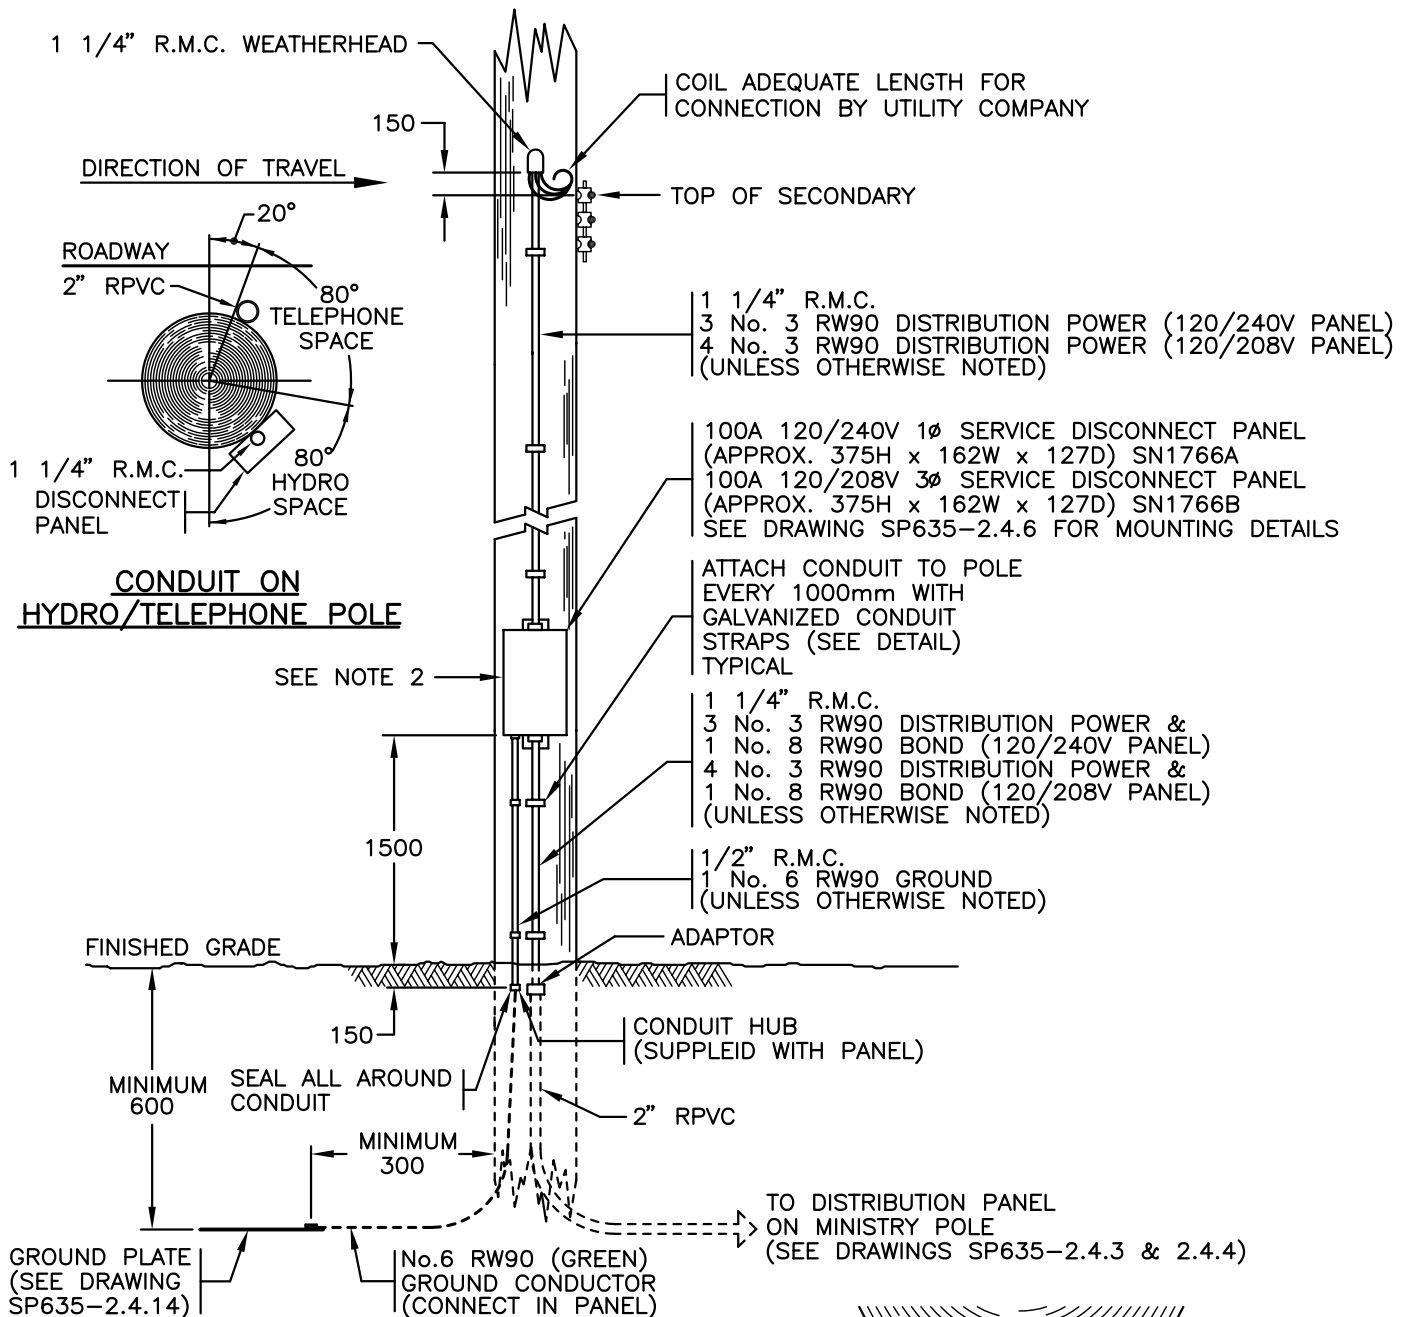 1 1/4" R.M.C. WEATHERHEAD
COIL ADEQUATE LENGTH FOR
CONNECTION BY UTILITY COMPANY
150
DIRECTION OF TRAVEL
TOP OF SECONDARY
20°
ROADWAY
2" RPVC
80°
TELEPHONE
SPACE
1 1/4" R.M.C.
80°
HYDRO
SPACE
DISCONNECT
PANEL
CONDUIT ON
HYDRO/TELEPHONE POLE
1 1/4" R.M.C.
3 No. 3 RW90 DISTRIBUTION POWER (120/240V PANEL)
4 No. 3 RW90 DISTRIBUTION POWER (120/208V PANEL)
(UNLESS OTHERWISE NOTED)
100A 120/240V 1ø SERVICE DISCONNECT PANEL
(APPROX. 375H x 162W x 127D) SN1766A
100A 120/208V 3ø SERVICE DISCONNECT PANEL
(APPROX. 375H x 162W x 127D) SN1766B
SEE DRAWING SP635-2.4.6 FOR MOUNTING DETAILS
ATTACH CONDUIT TO POLE
EVERY 1000mm WITH
GALVANIZED CONDUIT
STRAPS (SEE DETAIL)
TYPICAL
SEE NOTE 2
1 1/4" R.M.C.
3 No. 3 RW90 DISTRIBUTION POWER &
1 No. 8 RW90 BOND (120/240V PANEL)
4 No. 3 RW90 DISTRIBUTION POWER &
1 No. 8 RW90 BOND (120/208V PANEL)
(UNLESS OTHERWISE NOTED)
1500
1/2" R.M.C.
1 No. 6 RW90 GROUND
(UNLESS OTHERWISE NOTED)
ADAPTOR
FINISHED GRADE
150
CONDUIT HUB
(SUPPLEID WITH PANEL)
MINIMUM
600
SEAL ALL AROUND
CONDUIT
2" RPVC
MINIMUM
300
TO DISTRIBUTION PANEL
ON MINISTRY POLE
(SEE DRAWINGS SP635-2.4.3 & 2.4.4)
GROUND PLATE
(SEE DRAWING
SP635-2.4.14)
No.6 RW90 (GREEN)
GROUND CONDUCTOR
(CONNECT IN PANEL)